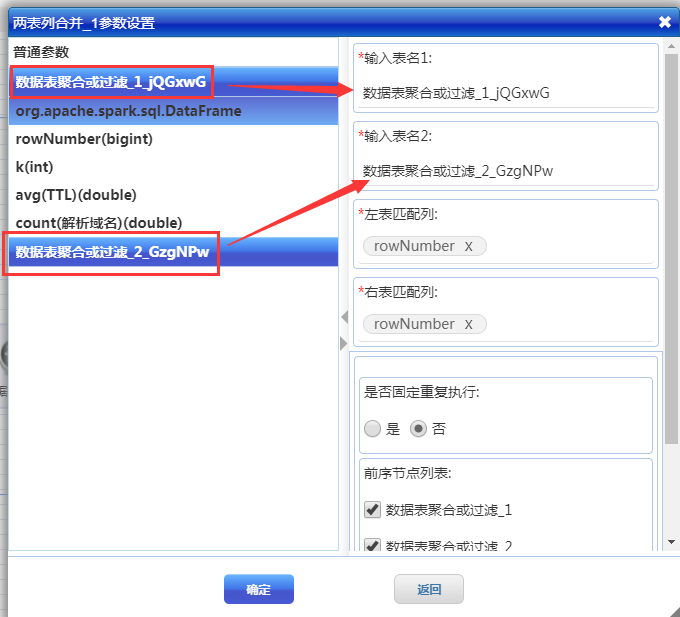 两表列合并_1参数设置
普通参数
数据表聚合或过滤_1_jQGxwG
org.apache.spark.sql.DataFrame
rowNumber(bigint)
k(int)
avg(TTL)(double)
count(解析域名)(double)
数据表聚合或过滤_2_GzgNPw
*输入表名1:
数据表聚合或过滤_1_jQGxwG
*输入表名2:
数据表聚合或过滤_2_GzgNPw
*左表匹配列:
rowNumber x
*右表匹配列:
rowNumber x
是否固定重复执行:
是 否
前序节点列表:
数据表聚合或过滤_1
数据表聚合或过滤_2
确定 返回